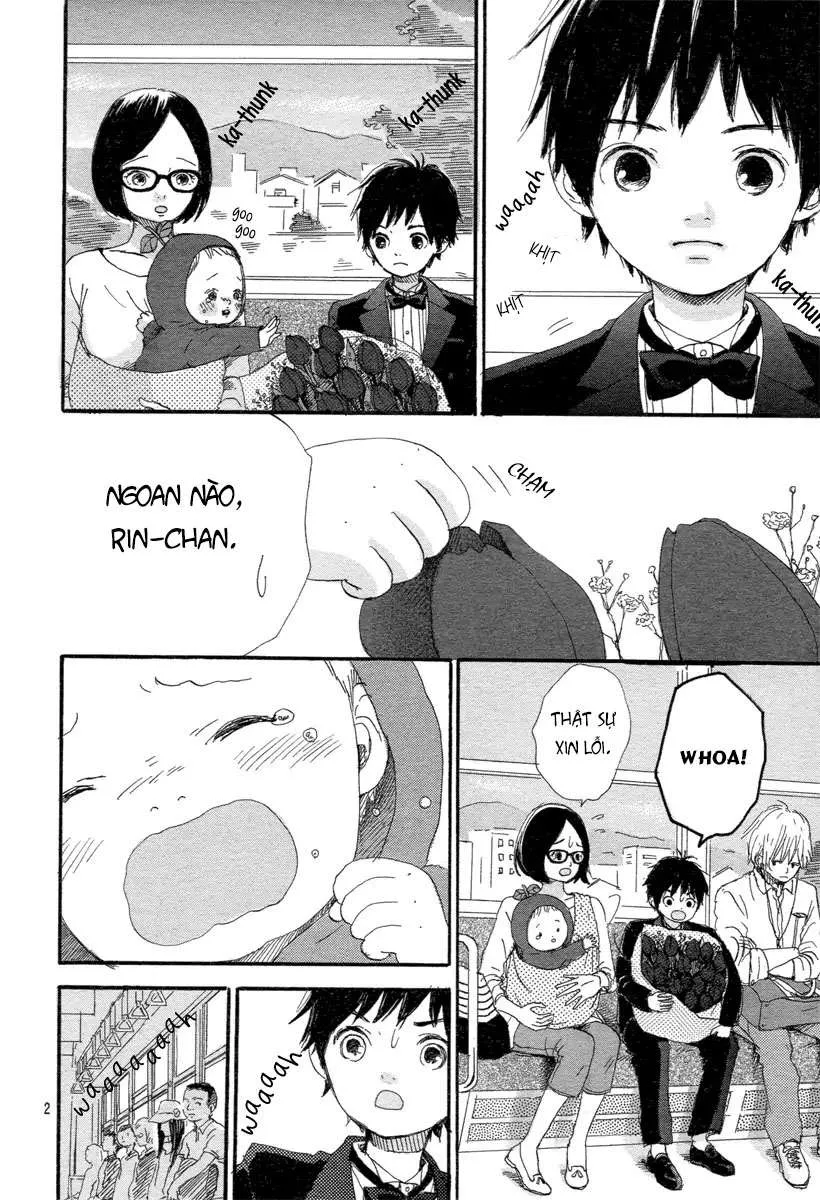 waaaah
KHỊT
KHỊT
ka-thunk
ka-thunk
ka-thunk
goo
goo
CHẠM
NGOAN NÀO,
RIN-CHAN.
WHOA!
THẬT SỰ
XIN LỖI.
waaaah
waaaaaaah
2